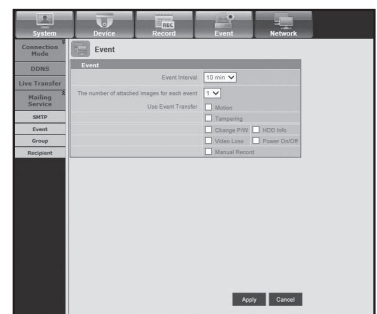 System Device REC Record Event Network
Connection Mode
DDNS
Live Transfer
Mailing Service
SMTP
Event
Group
Recipient
Event
Event
Event Interval 10 min
The number of attached images for each event 1
Use Event Transfer Motion
Tampering
Change P/W HDD Info
Video Loss Power On/Off
Manual Record
Apply Cancel